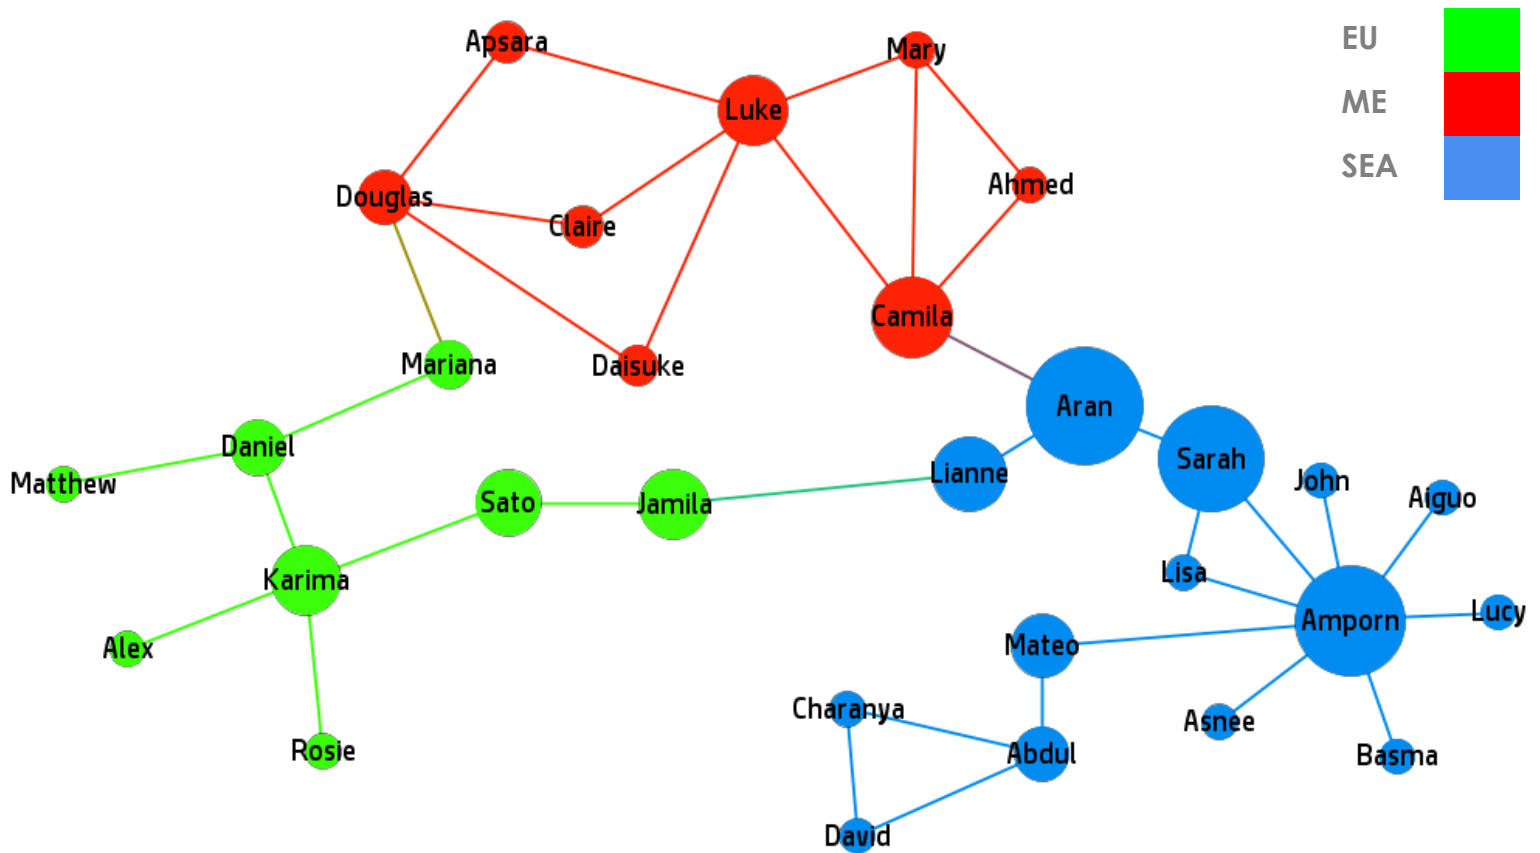 EU
ME
SEA
Apsara
Mary
Luke
Ahmed
Douglas
Claire
Camila
Mariana
Daisuke
Aran
Daniel
Sarah
Lianne
Matthew
John
Aiguo
Sato
Jamila
Lisa
Karima
Lucy
Amporn
Alex
Mateo
Charanya
Asnee
Rosie
Abdul
Basma
David